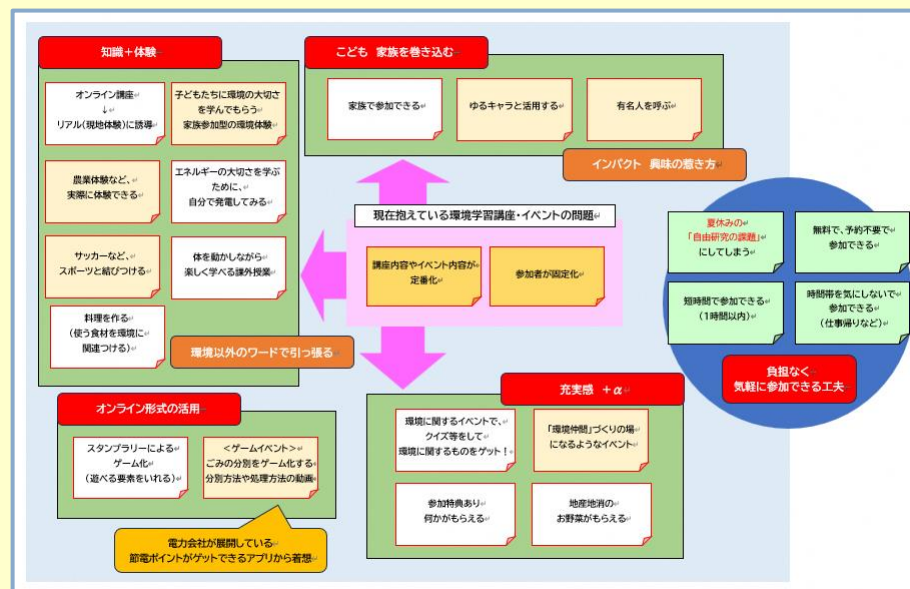 知識＋体験
オンライン講座
↓
リアル（現地体験）に誘導
子どもたちに環境の大切さ
を学んでもらう
家族参加型の環境体験
農業体験など、
実際に体験できる
エネルギーの大切さを学ぶ
ために、
自分で発電してみる
サッカーなど、
スポーツと結びつける
体を動かしながら
楽しく学べる課外授業
料理を作る
（使う食材を環境に
関連つける）
環境以外のワードで引っ張る
こども 家族を巻き込む
家族で参加できる
ゆるキャラと活用する
有名人を呼ぶ
インパクト 興味の惹き方
現在抱えている環境学習講座・イベントの問題
講座内容やイベント内容が
定番化
参加者が固定化
夏休みの
「自由研究の課題」
にしてしまう
無料で、予約不要で
参加できる
短時間で参加できる
（1時間以内）
時間帯を気にしないで
参加できる
（仕事帰りなど）
負担なく
気軽に参加できる工夫
オンライン形式の活用
スタンプラリーによる
ゲーム化
（遊べる要素をいれる）
＜ゲームイベント＞
ごみの分別をゲーム化する
分別方法や処理方法の動画
電力会社が展開している
節電ポイントがゲットできるアプリから着想
充実感 ＋α
環境に関するイベントで、
クイズ等をして
環境に関するものをゲット！
「環境仲間」づくりの場
になるようなイベント
参加特典あり
何かがもらえる
地産地消の
お野菜がもらえる